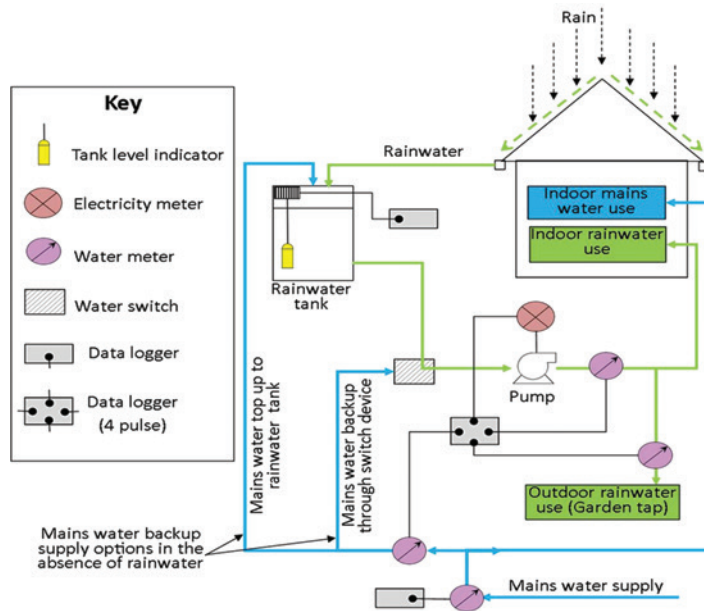 Rain
Key
Tank level indicator
Electricity meter
Water meter
Water switch
Data logger
Data logger
(4 pulse)
Rainwater
Rainwater
tank
Indoor mains
water use
Indoor rainwater
use
Pump
Mains water top up to
rainwater tank
Mains water backup
through switch device
Outdoor rainwater
use (Garden tap)
Mains water backup
supply options in the
absence of rainwater
Mains water supply